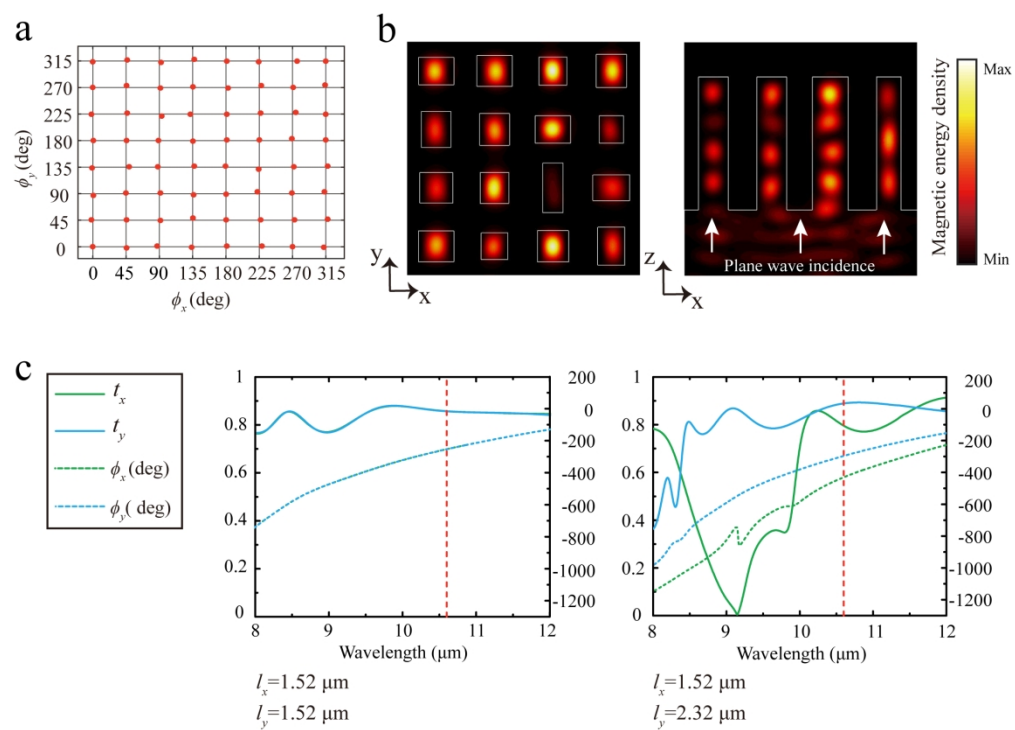 a
315
270
225
180
135
90
45
0
ϕy (deg)
0 45 90 135 180 225 270 315
ϕx (deg)
b
y
x
z
x
Plane wave incidence
Magnetic energy density
Max
Min
c
tx
ty
ϕx (deg)
ϕy ( deg)
1
0.8
0.6
0.4
0.2
0
200
0
-200
-400
-600
-800
-1000
-1200
8 9 10 11 12
Wavelength (μm)
lx=1.52 μm
ly=1.52 μm
1
0.8
0.6
0.4
0.2
0
200
0
-200
-400
-600
-800
-1000
-1200
8 9 10 11 12
Wavelength (μm)
lx=1.52 μm
ly=2.32 μm